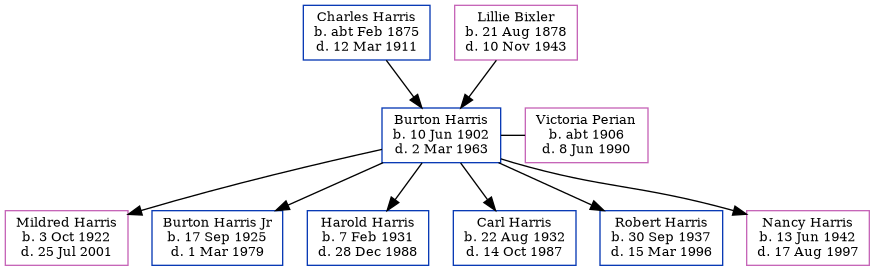 Charles Harris
b. abt Feb 1875
d. 12 Mar 1911
Lillie Bixler
b. 21 Aug 1878
d. 10 Nov 1943
Burton Harris
b. 10 Jun 1902
d. 2 Mar 1963
Victoria Perian
b. abt 1906
d. 8 Jun 1990
Mildred Harris
b. 3 Oct 1922
d. 25 Jul 2001
Burton Harris Jr
b. 17 Sep 1925
d. 1 Mar 1979
Harold Harris
b. 7 Feb 1931
d. 28 Dec 1988
Carl Harris
b. 22 Aug 1932
d. 14 Oct 1987
Robert Harris
b. 30 Sep 1937
d. 15 Mar 1996
Nancy Harris
b. 13 Jun 1942
d. 17 Aug 1997